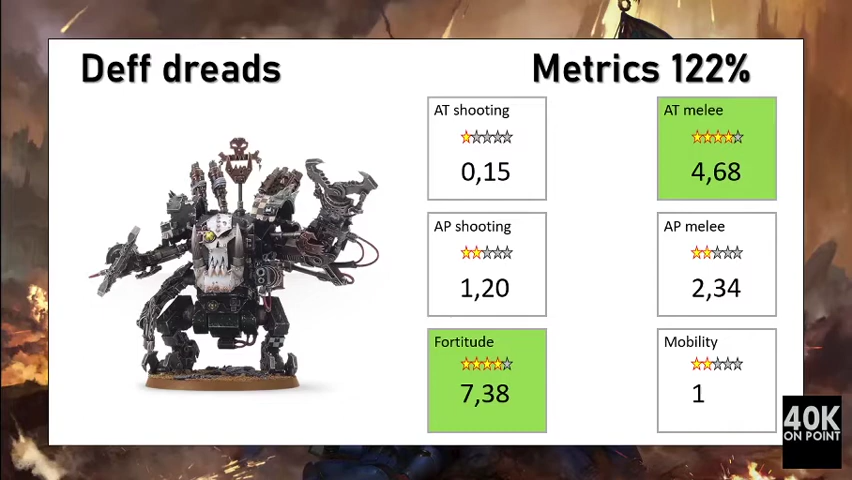 Deff dreads
Metrics 122%
AT shooting
0,15
AT melee
4,68
AP shooting
1,20
AP melee
2,34
Fortitude
7,38
Mobility
1
40K
ON POINT